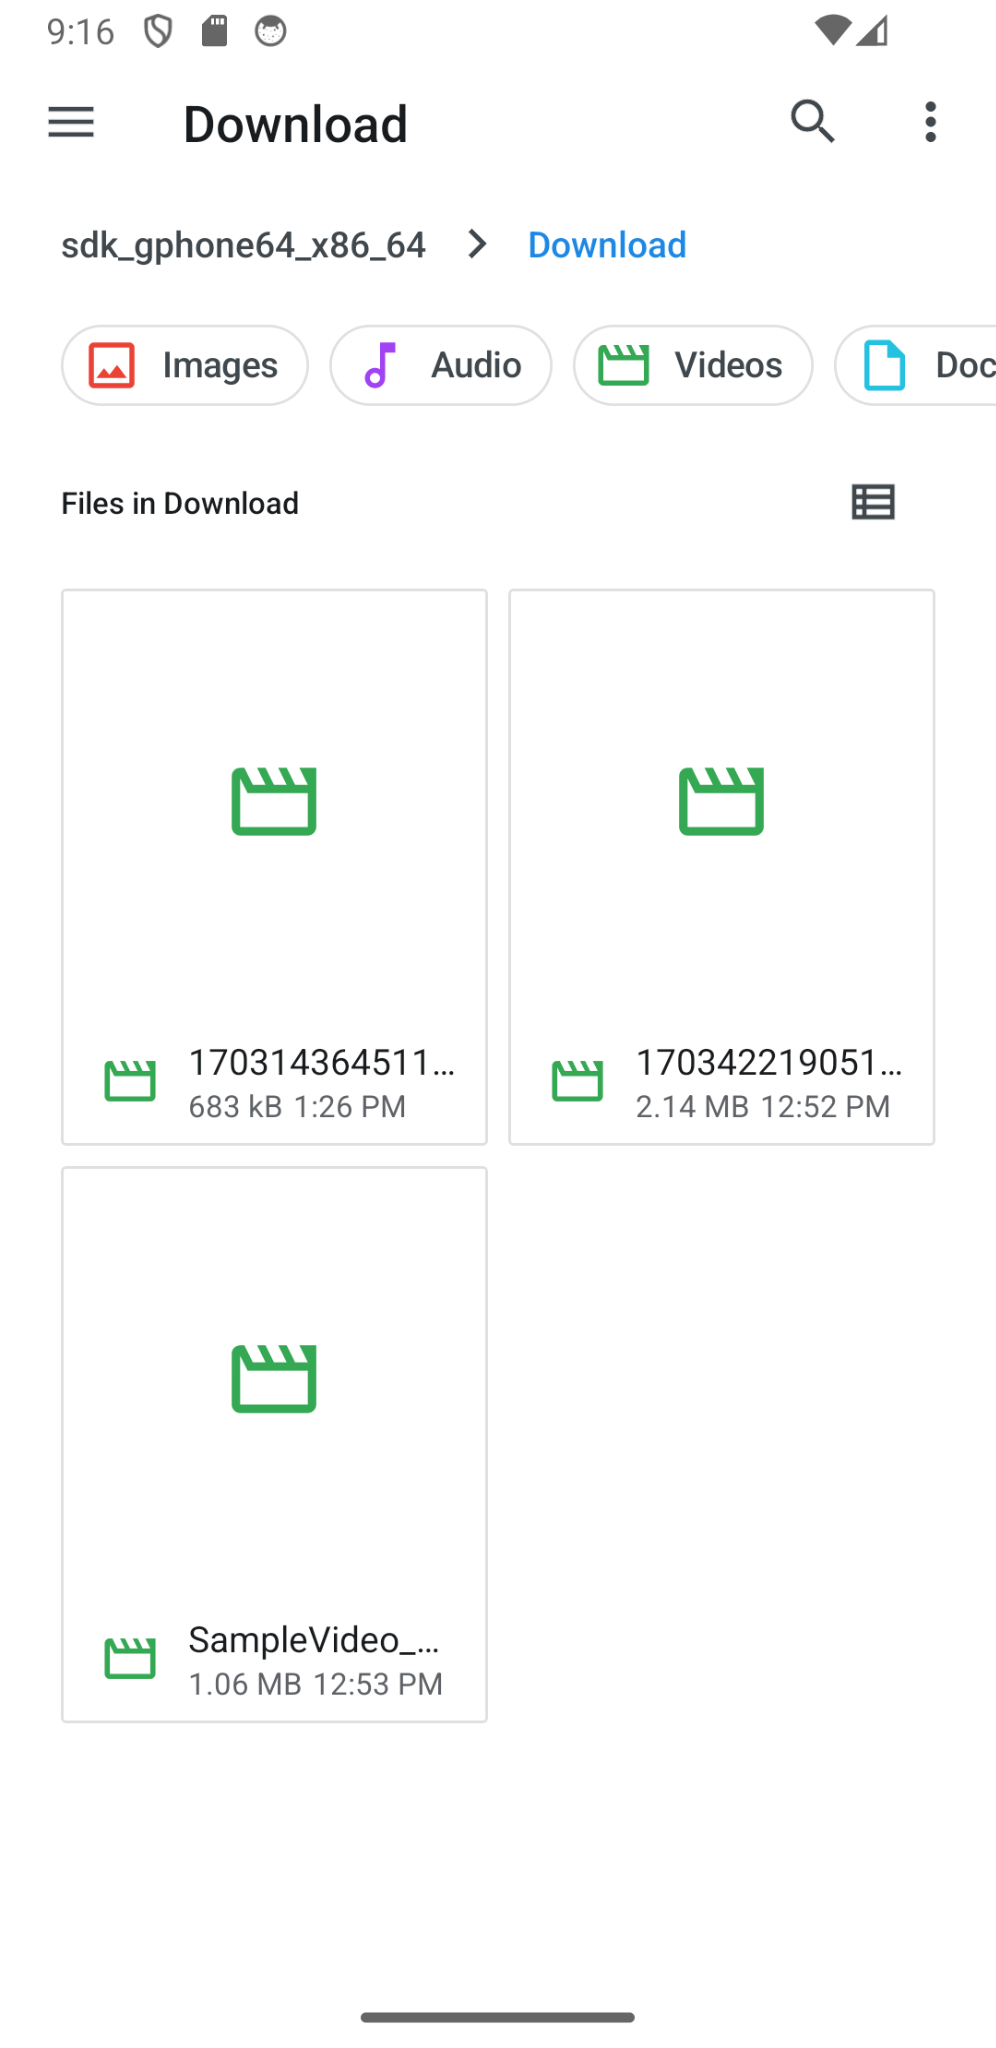 9:16
Download
sdk_gphone64_x86_64 Download
Images Audio Videos Doc
Files in Download
170314364511...
683 kB 1:26 PM
170342219051...
2.14 MB 12:52 PM
SampleVideo_...
1.06 MB 12:53 PM